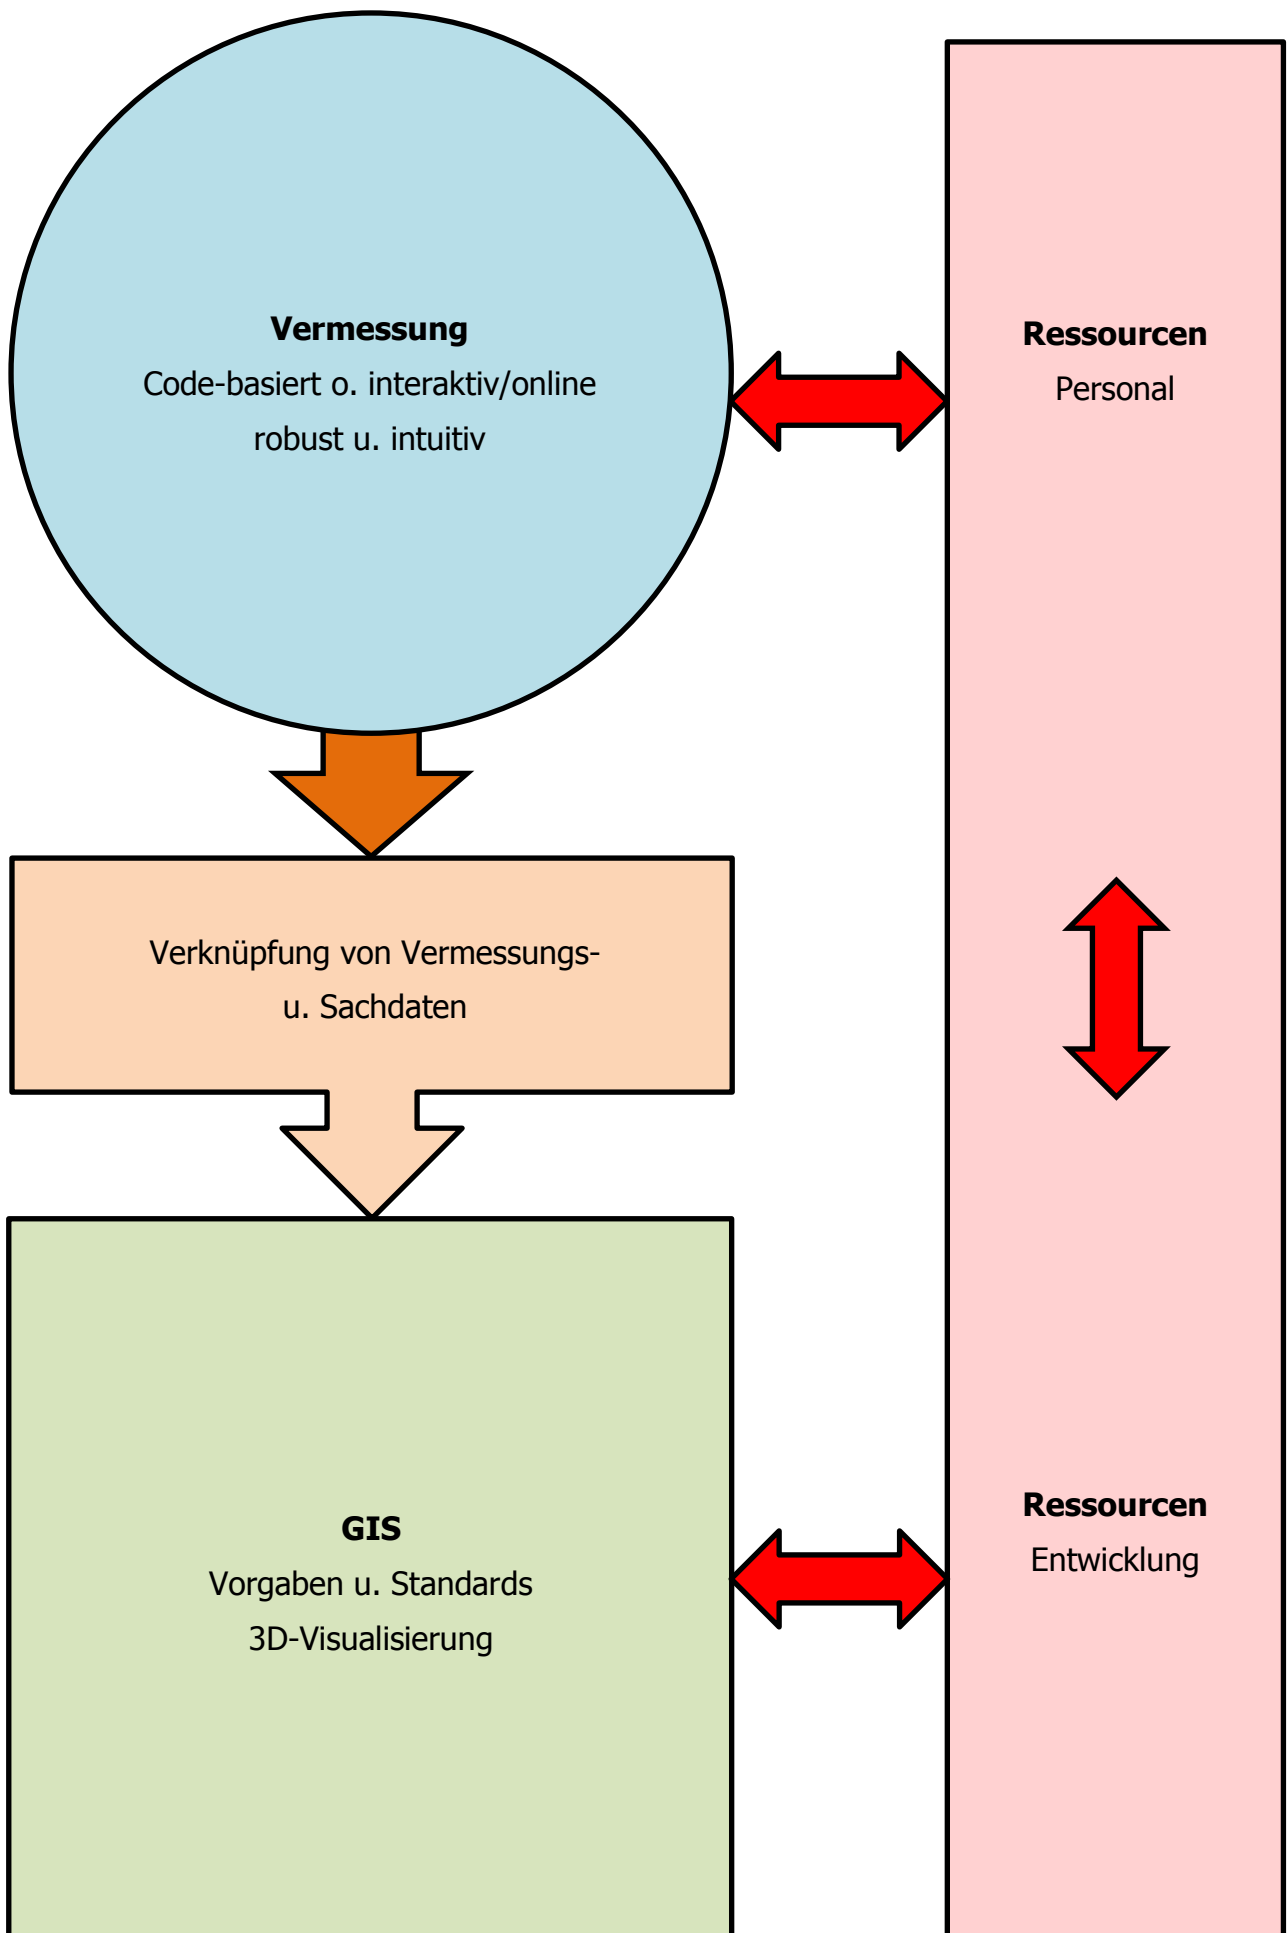 Vermessung
Code-basiert o. interaktiv/online
robust u. intuitiv
Ressourcen
Personal
Verknüpfung von Vermessungs-
u. Sachdaten
GIS
Vorgaben u. Standards
3D-Visualisierung
Ressourcen
Entwicklung